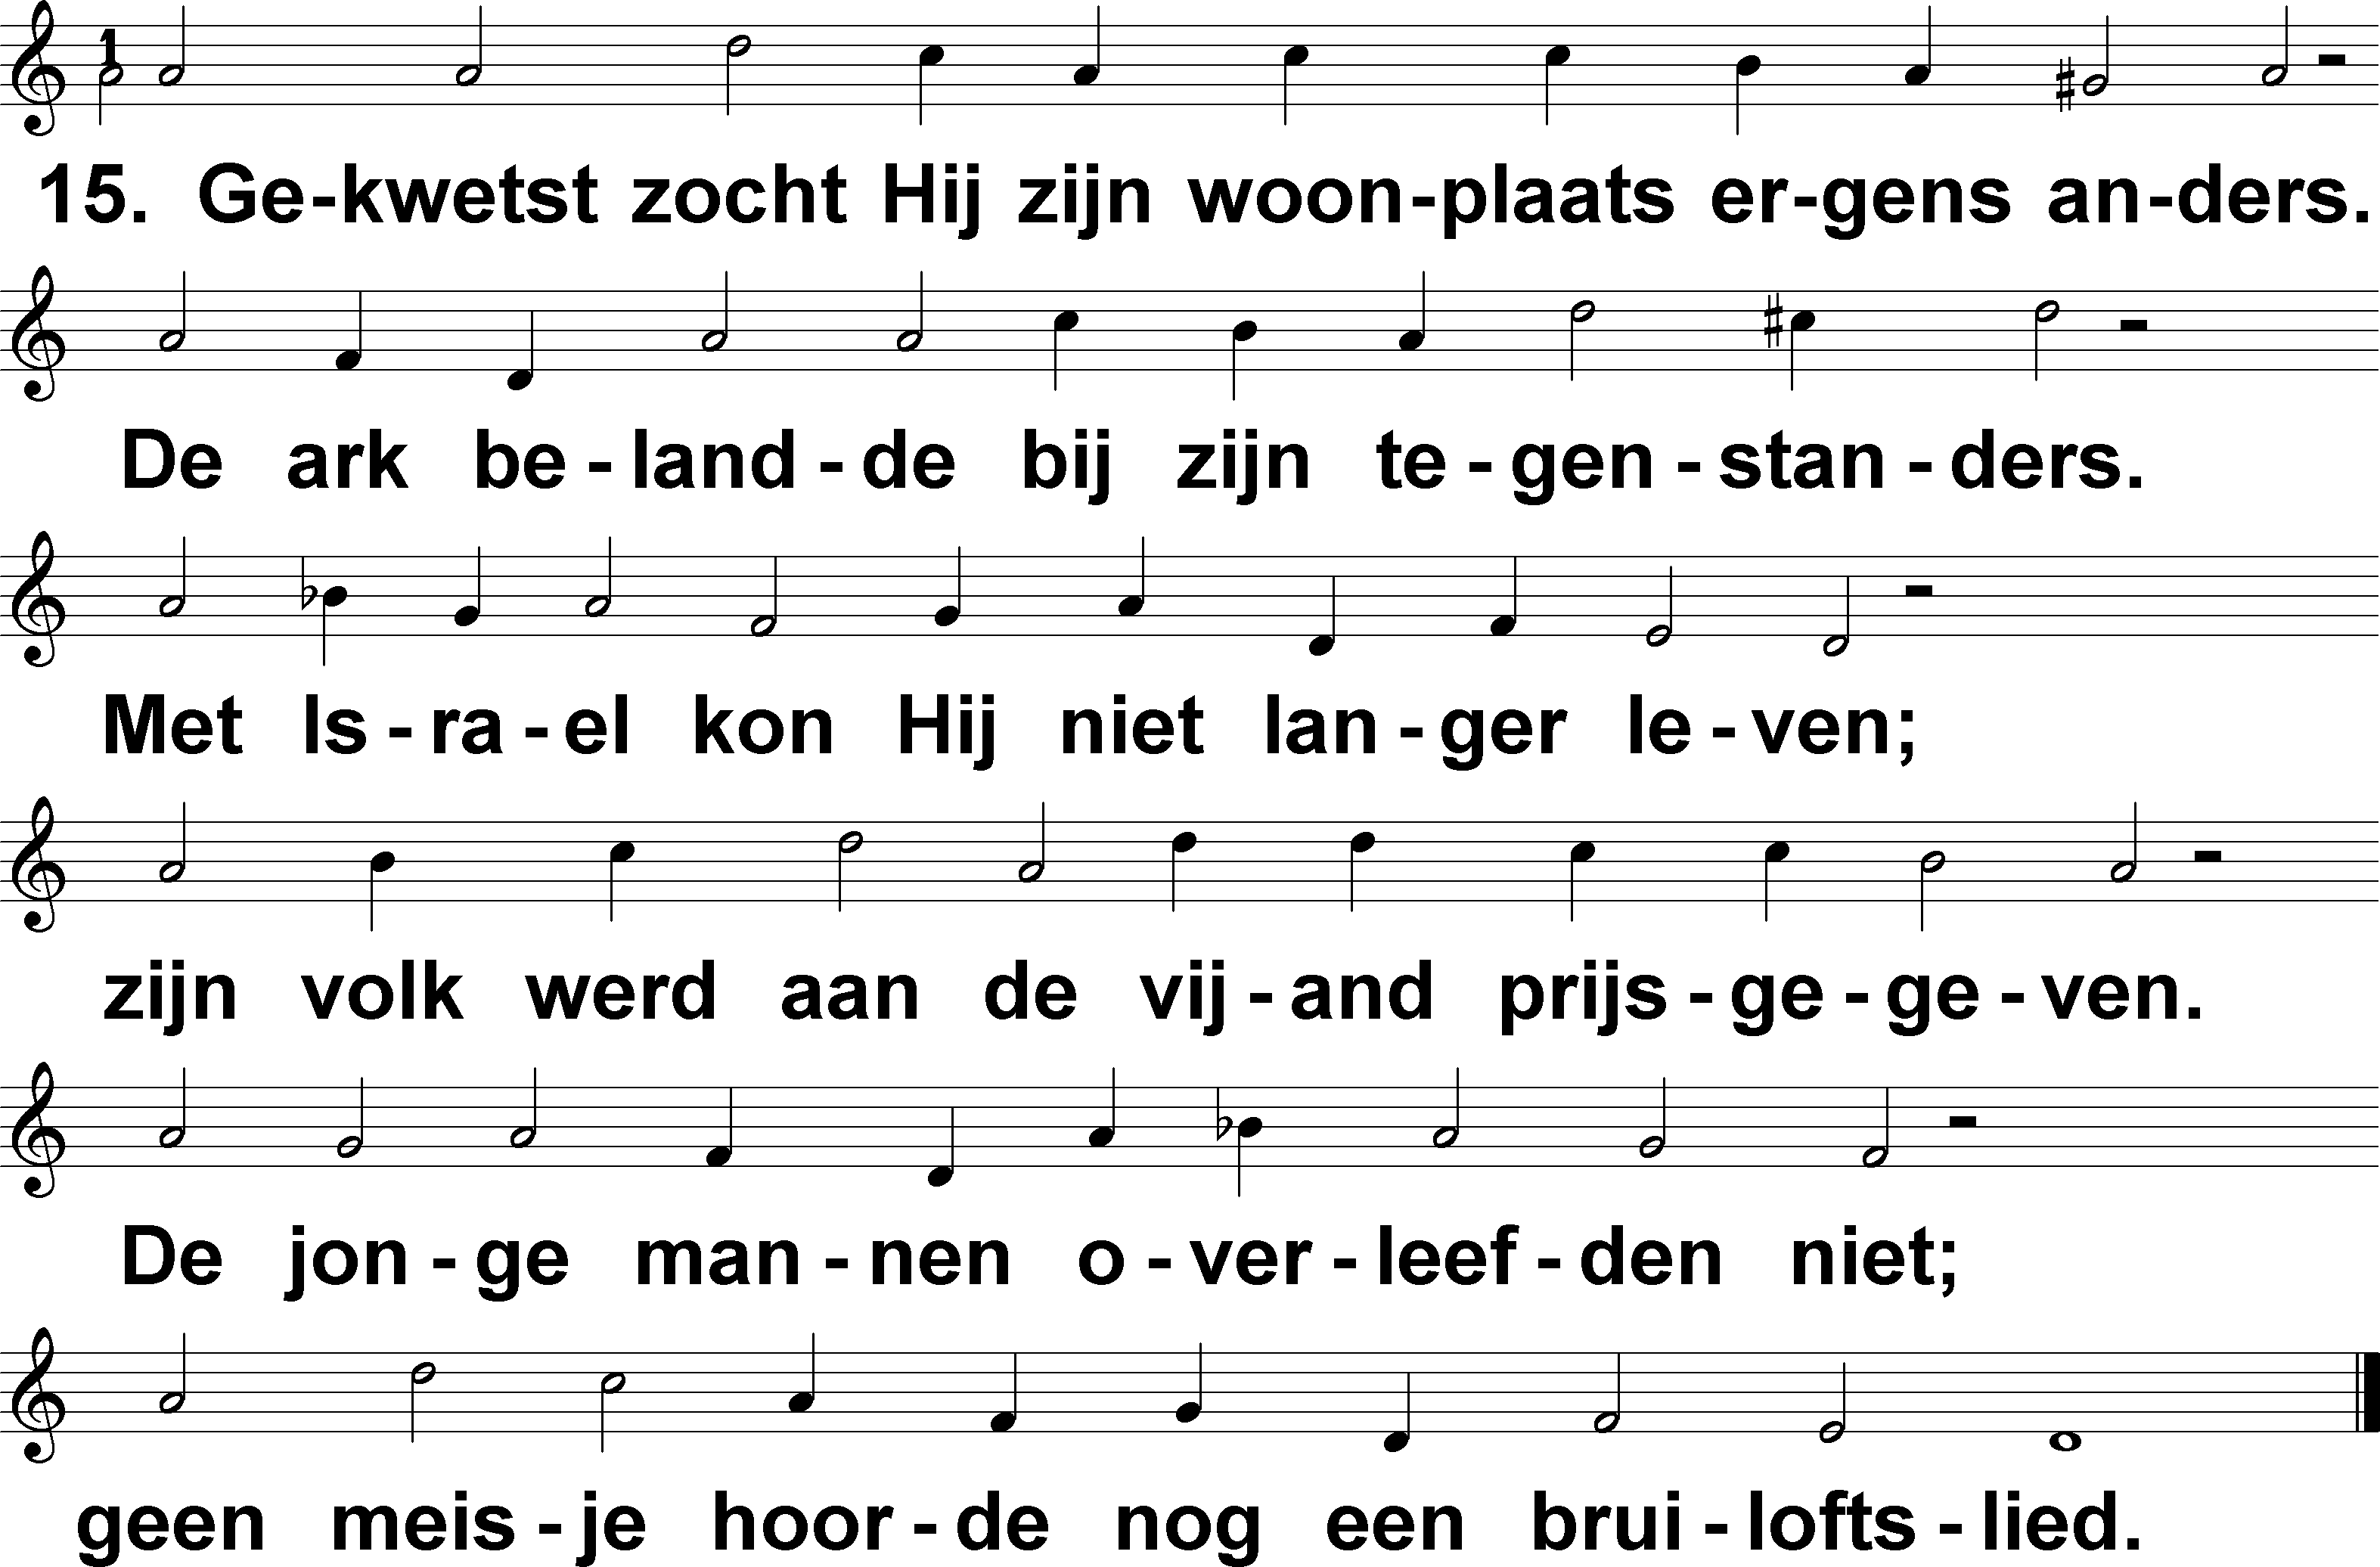 1
15. Ge-kwetst zocht Hij zijn woon-plaats er-gens an-ders.
De ark be - land - de bij zijn te - gen - stan - ders.
Met Is - ra - el kon Hij niet lan - ger le - ven;
zijn volk werd aan de vij - and prijs - ge - ge - ven.
De jon - ge man - nen o - ver - leef - den niet;
geen meis - je hoor - de nog een brui - lofts - lied.